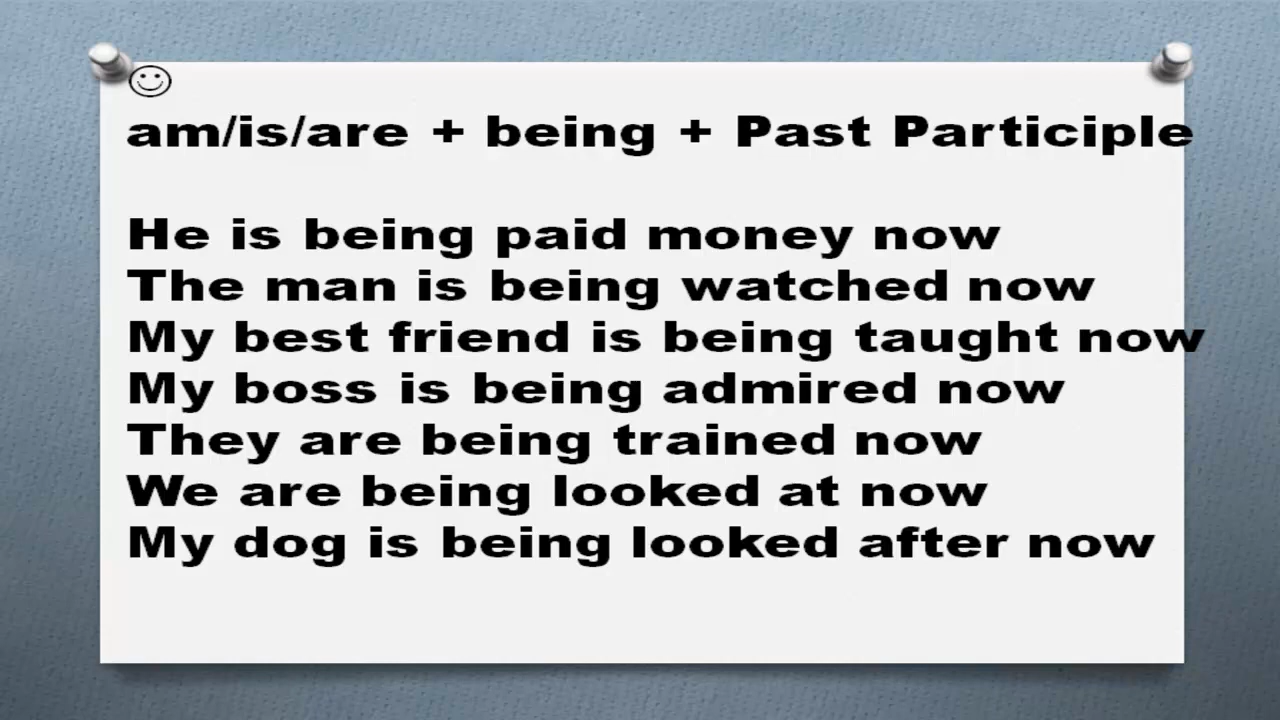 am/is/are + being + Past Participle
He is being paid money now
The man is being watched now
My best friend is being taught now
My boss is being admired now
They are being trained now
We are being looked at now
My dog is being looked after now